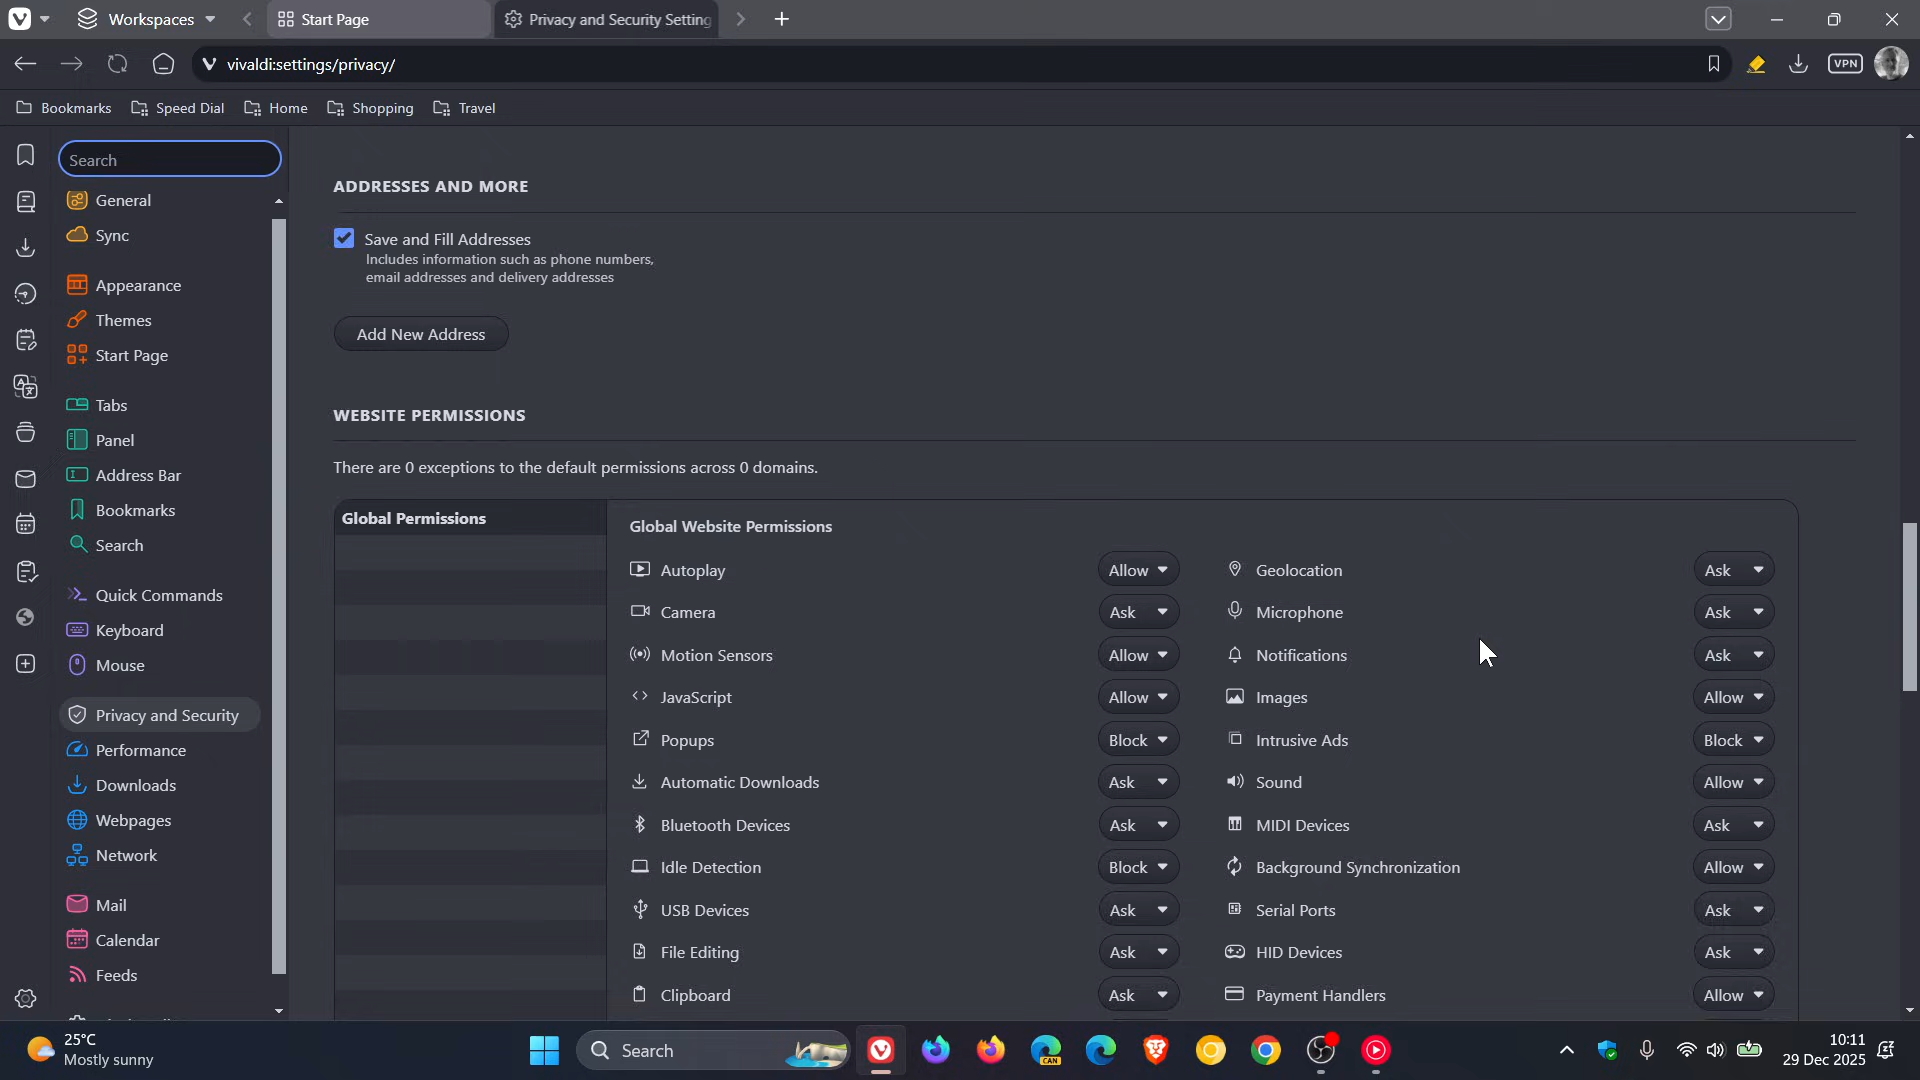 Workspaces
Start Page
Privacy and Security Setting
vivaldi:settings/privacy/
VPN
Bookmarks
Speed Dial
Home
Shopping
Travel
Search
General
Sync
Appearance
Themes
Start Page
Tabs
Panel
Address Bar
Bookmarks
Search
Quick Commands
Keyboard
Mouse
Privacy and Security
Performance
Downloads
Webpages
Network
Mail
Calendar
Feeds
ADDRESSES AND MORE
Save and Fill Addresses
Includes information such as phone numbers,
email addresses and delivery addresses
Add New Address
WEBSITE PERMISSIONS
There are 0 exceptions to the default permissions across 0 domains.
Global Permissions
Global Website Permissions
Autoplay Allow Geolocation Ask
Camera Ask Microphone Ask
Motion Sensors Allow Notifications Ask
JavaScript Allow Images Allow
Popups Block Intrusive Ads Block
Automatic Downloads Ask Sound Allow
Bluetooth Devices Ask MIDI Devices Ask
Idle Detection Block Background Synchronization Allow
USB Devices Ask Serial Ports Ask
File Editing Ask HID Devices Ask
Clipboard Ask Payment Handlers Allow
25°C
Mostly sunny
Search
CAN
10:11
29 Dec 2025